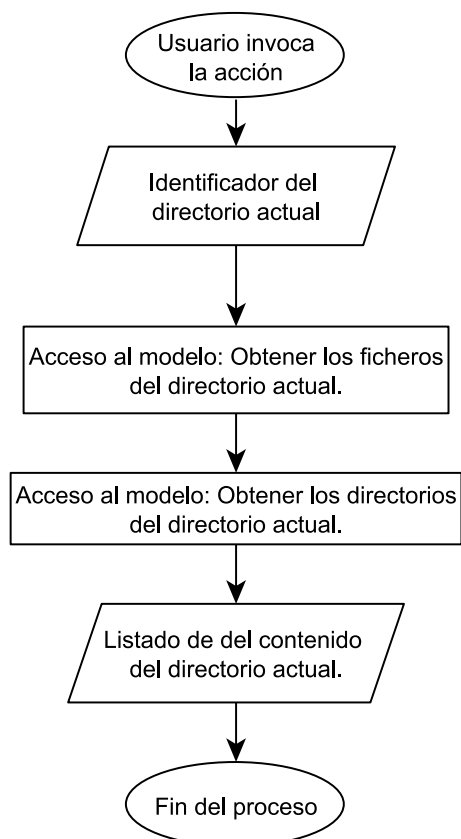 Usuario invoca
la acción
Identificador del
directorio actual
Acceso al modelo: Obtener los ficheros
del directorio actual.
Acceso al modelo: Obtener los directorios
del directorio actual.
Listado de del contenido
del directorio actual.
Fin del proceso